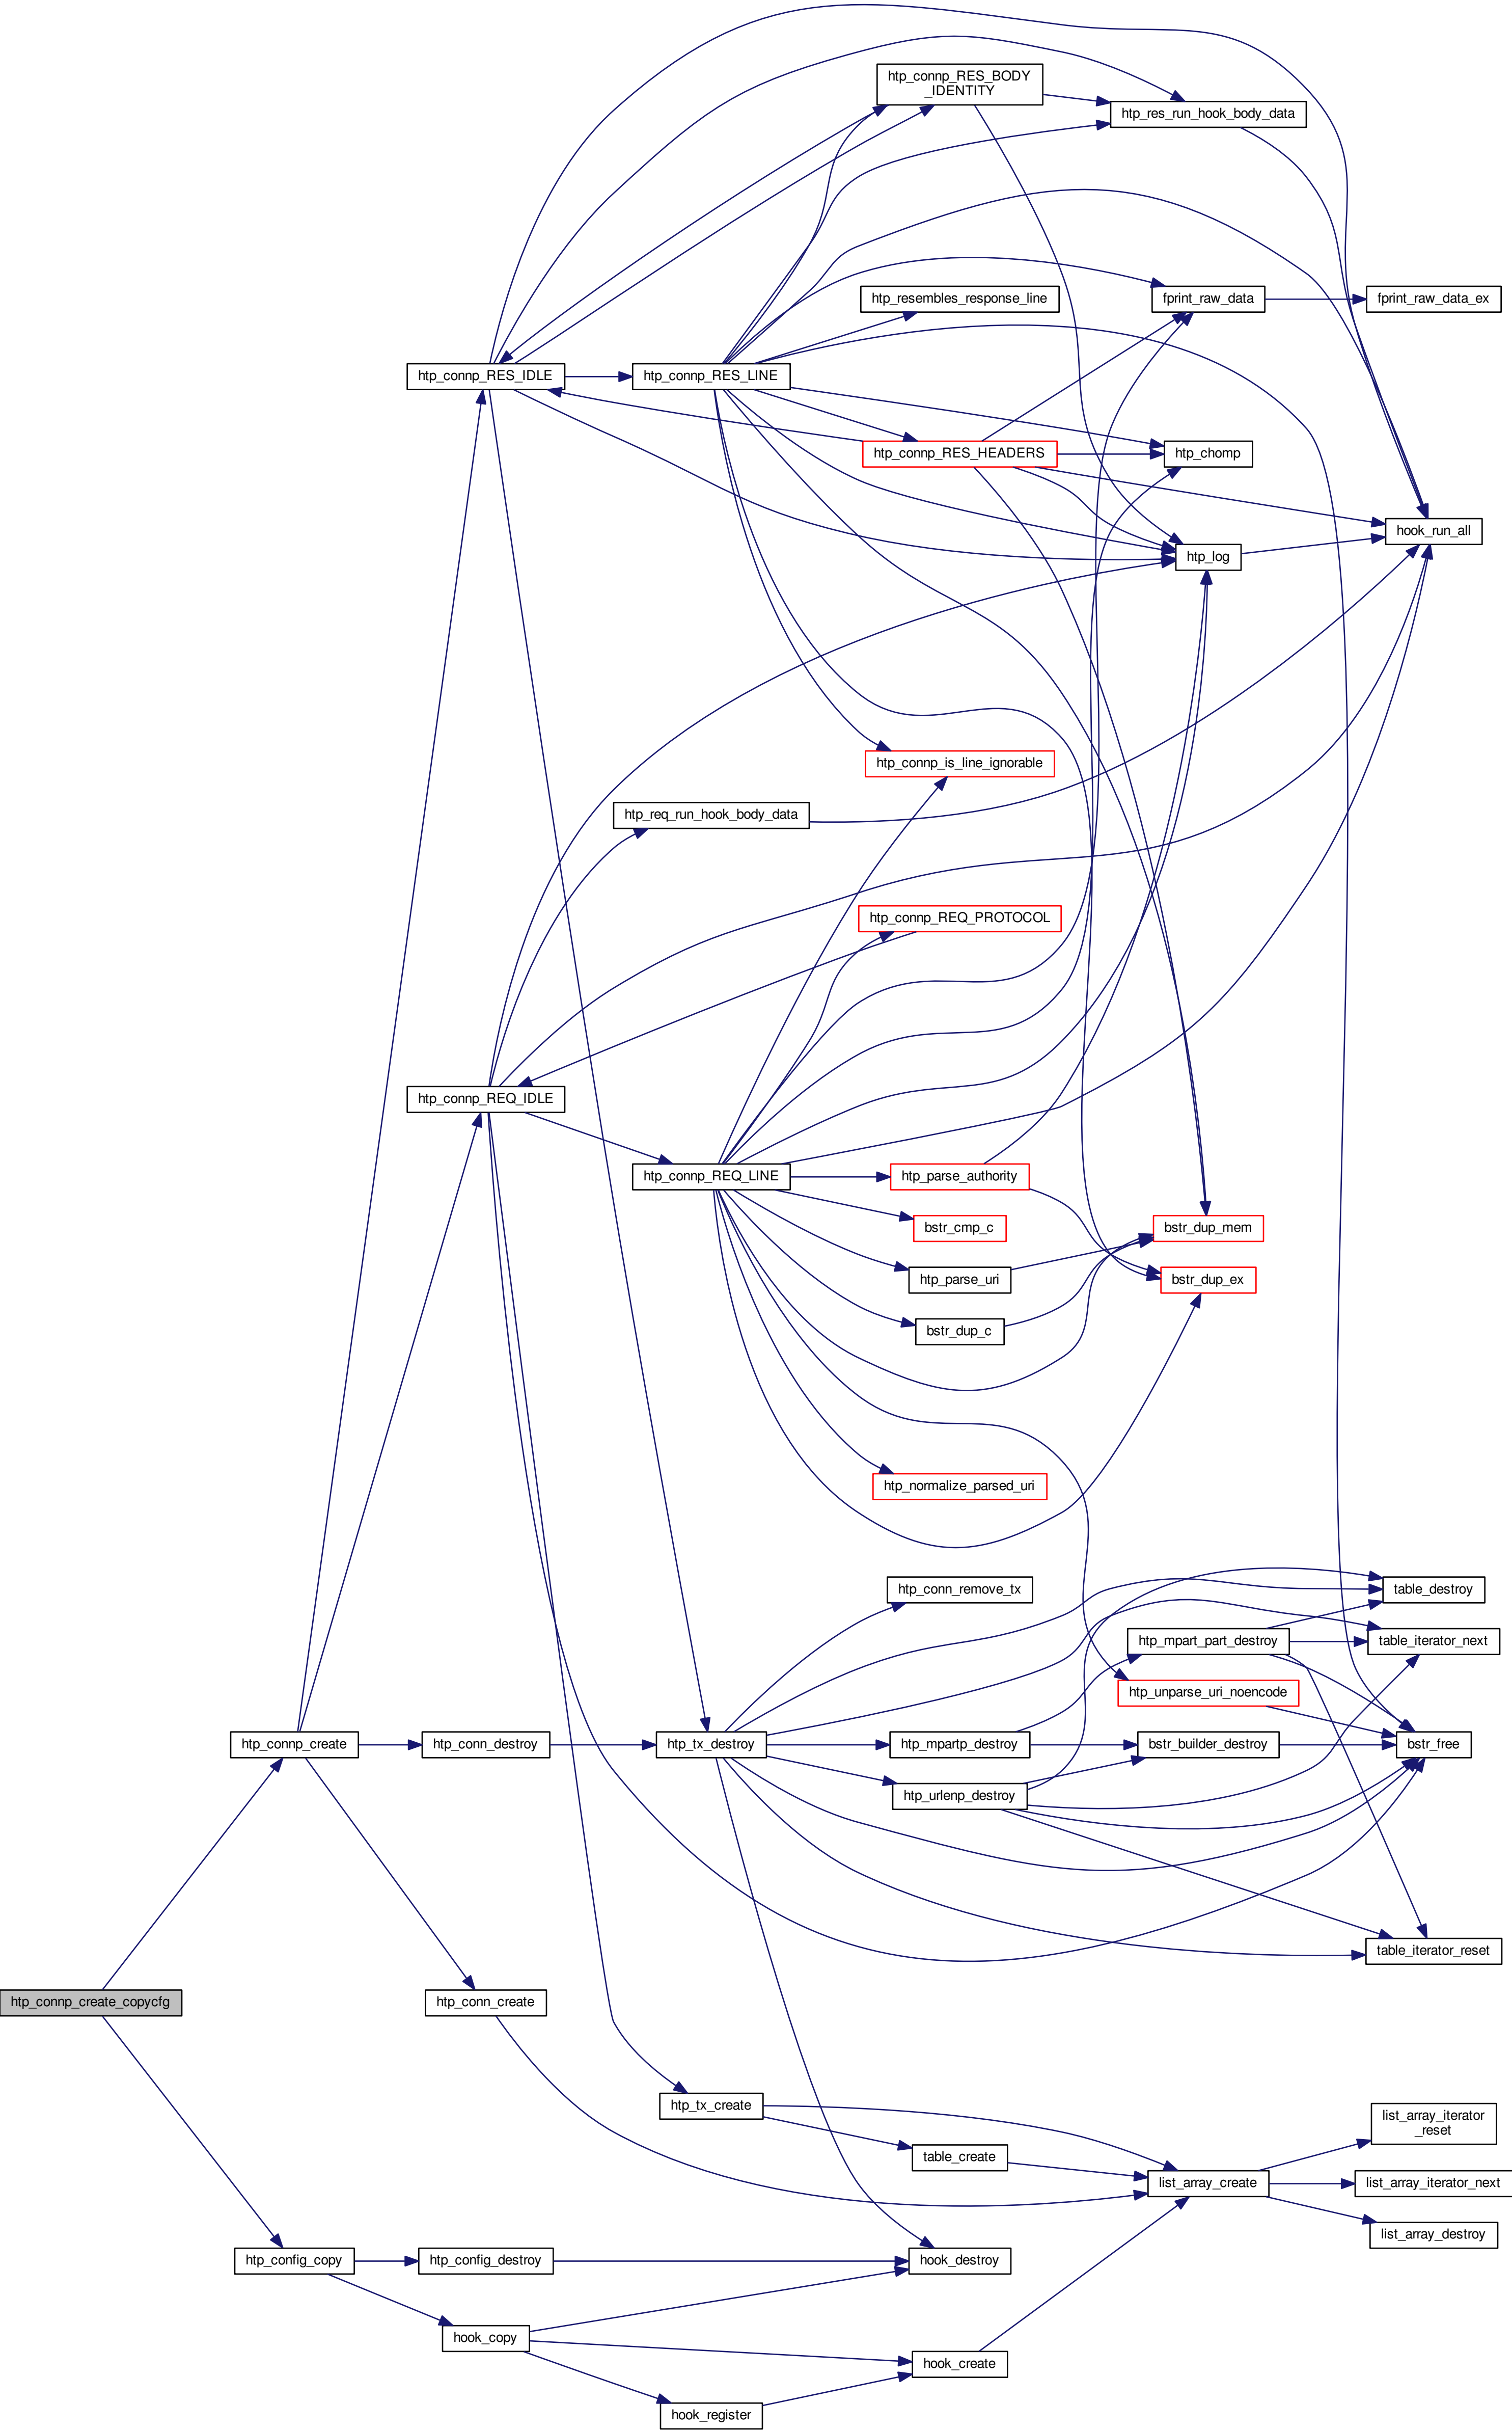 htp_connp_RES_BODY
_IDENTITY
htp_res_run_hook_body_data
htp_resembles_response_line
fprint_raw_data
fprint_raw_data_ex
htp_connp_RES_IDLE
htp_connp_RES_LINE
htp_connp_RES_HEADERS
htp_chomp
hook_run_all
htp_log
htp_connp_is_line_ignorable
htp_req_run_hook_body_data
htp_connp_REQ_PROTOCOL
htp_connp_REQ_IDLE
htp_connp_REQ_LINE
htp_parse_authority
bstr_cmp_c
bstr_dup_mem
htp_parse_uri
bstr_dup_ex
bstr_dup_c
htp_normalize_parsed_uri
htp_conn_remove_tx
table_destroy
htp_mpart_part_destroy
table_iterator_next
htp_unparse_uri_noencode
htp_connp_create
htp_conn_destroy
htp_tx_destroy
htp_mpartp_destroy
bstr_builder_destroy
bstr_free
htp_urlenp_destroy
table_iterator_reset
htp_connp_create_copycfg
htp_conn_create
htp_tx_create
list_array_iterator
_reset
table_create
list_array_create
list_array_iterator_next
list_array_destroy
htp_config_copy
htp_config_destroy
hook_destroy
hook_copy
hook_create
hook_register